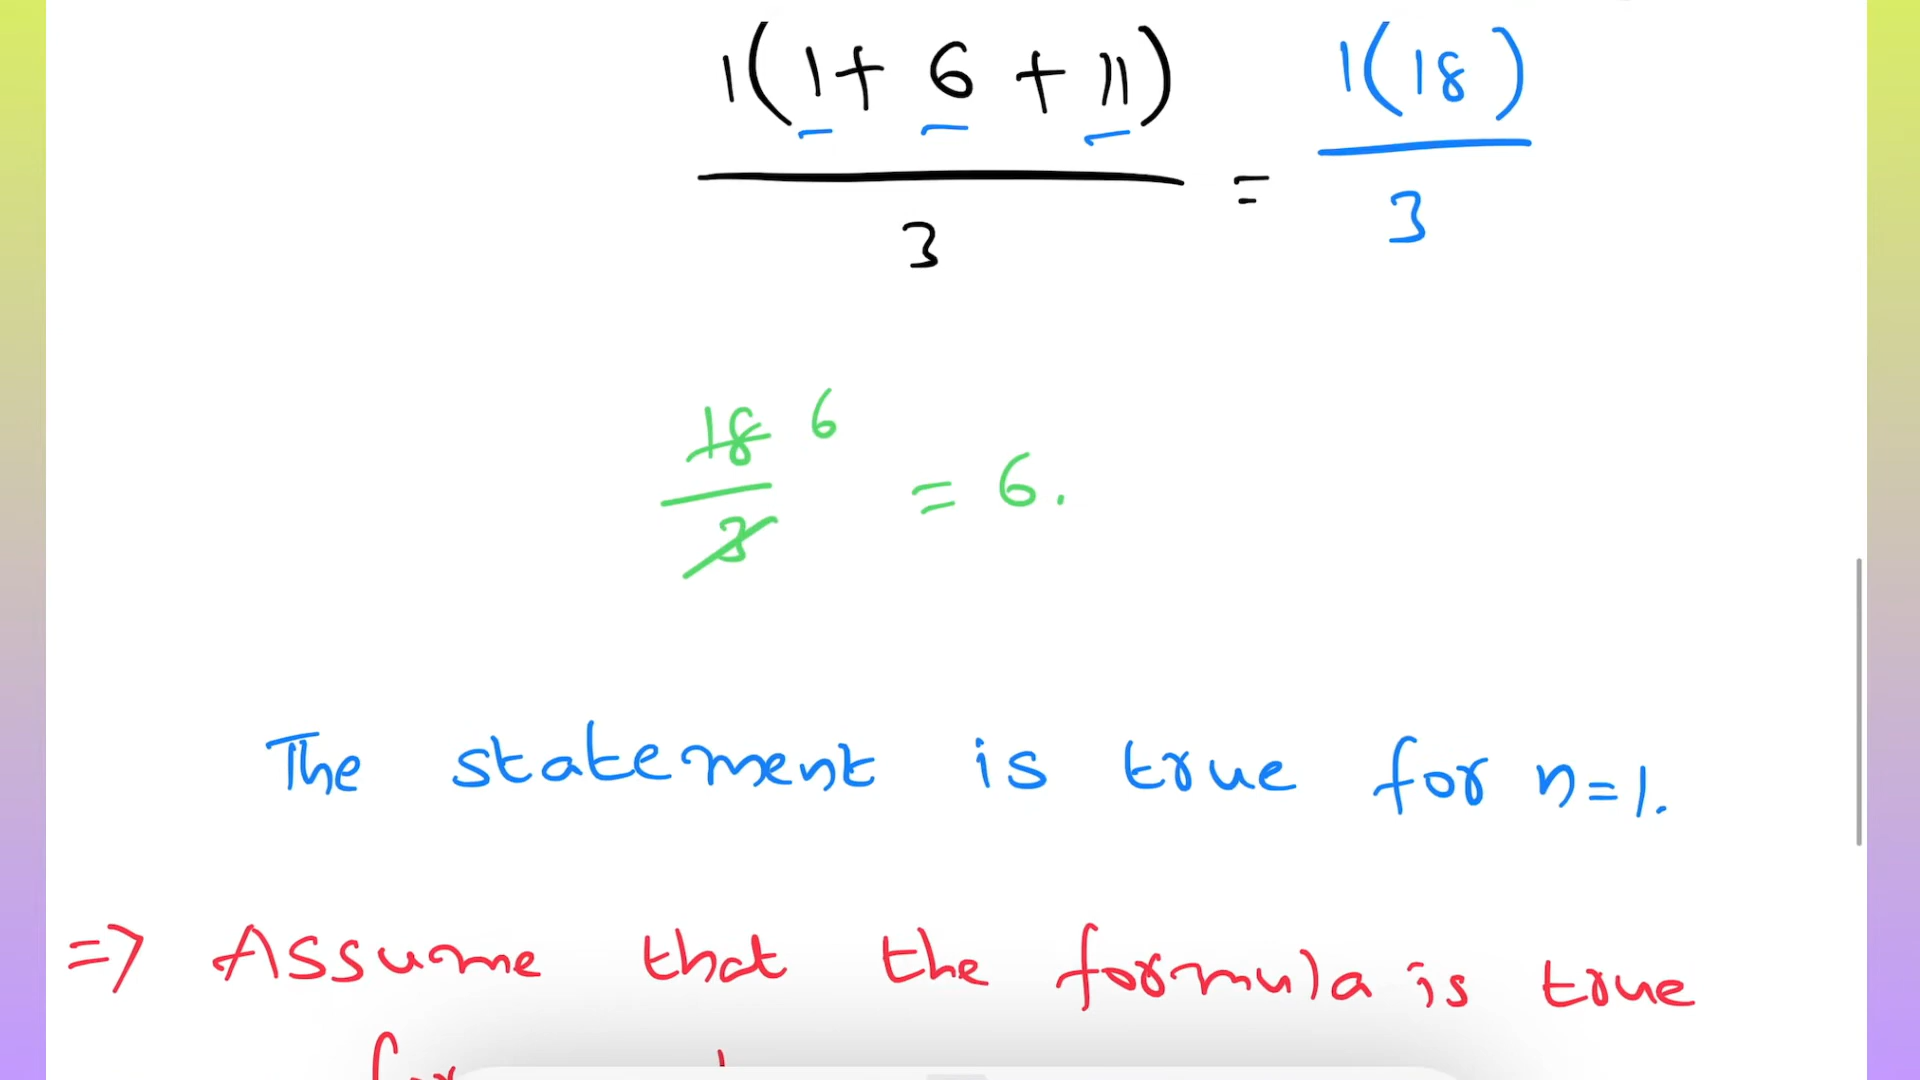 1(1 + 6 + 11) / 3 = 1(18) / 3
18 6 / 3 = 6.
The statement is true for n=1.
=> Assume that the formula is true
for